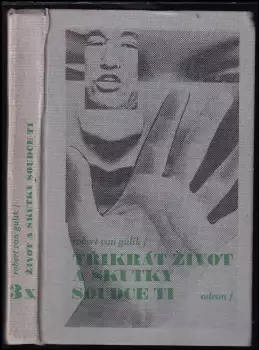 robert van gulik /
ŽIVOT A SKUTKY
SOUDCE TI
3x
robert van gulik /
TŘIKRÁT ŽIVOT
A SKUTKY
SOUDCE TI
odeon /